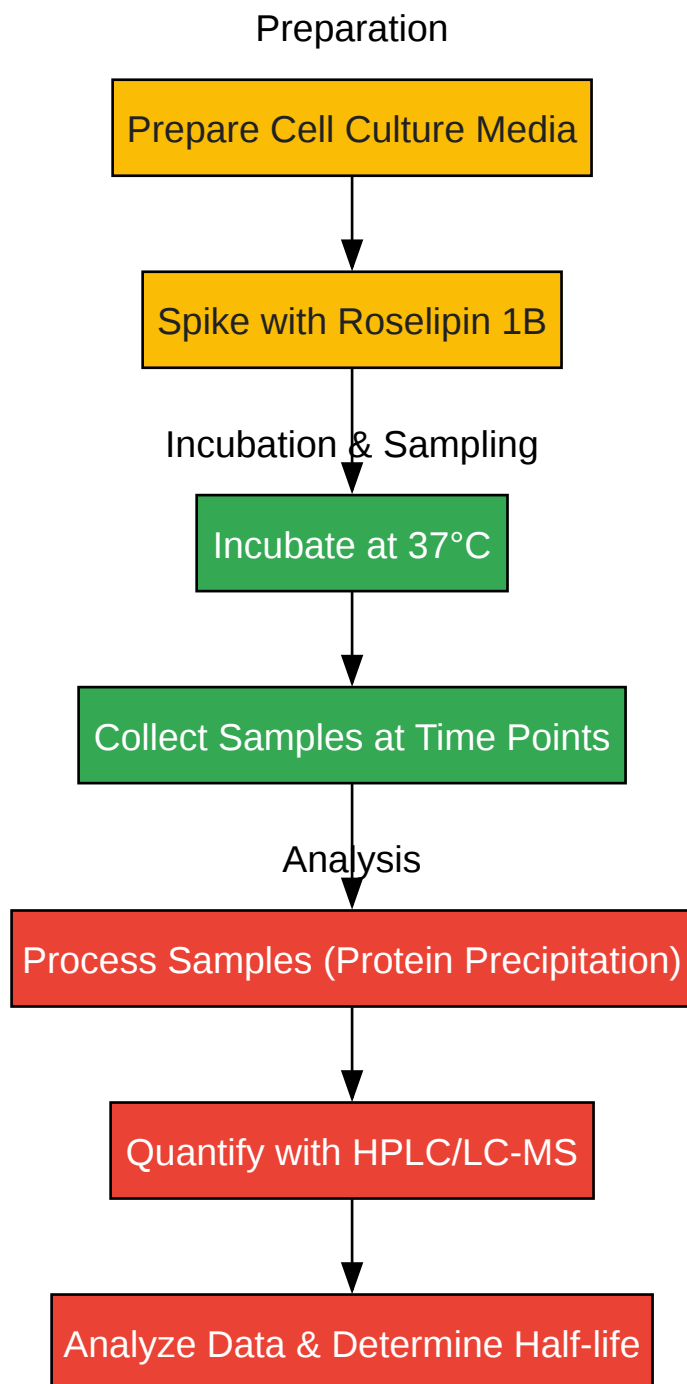 Preparation
Prepare Cell Culture Media
Spike with Roselipin 1B
Incubation & Sampling
Incubate at 37°C
Collect Samples at Time Points
Analysis
Process Samples (Protein Precipitation)
Quantify with HPLC/LC-MS
Analyze Data & Determine Half-life